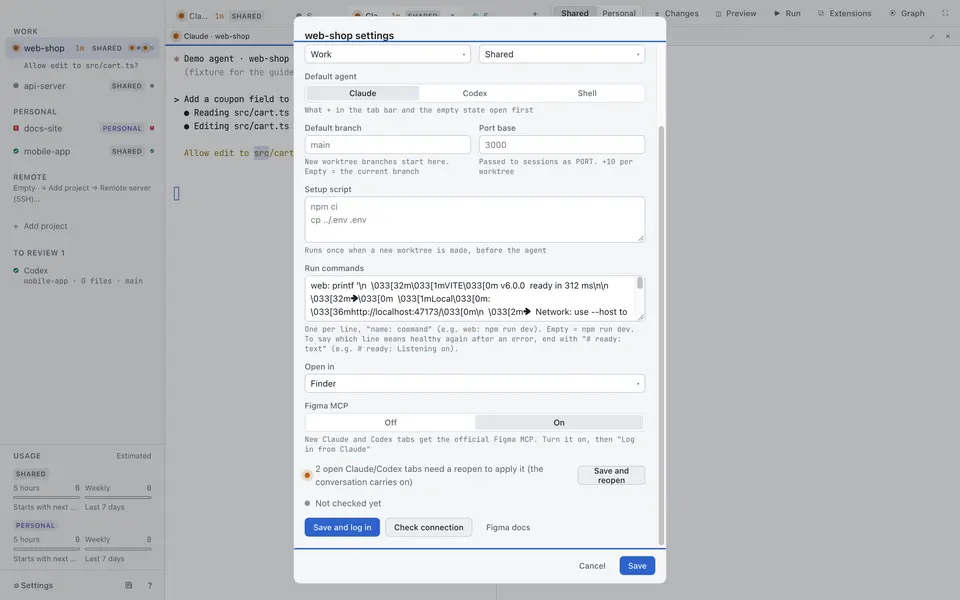 Cla... 1m SHARED
S
Cla... 1m SHARED ×
S
+
Shared Personal
Changes Preview Run Extensions Graph
WORK
web-shop 1m SHARED
Allow edit to src/cart.ts?
api-server SHARED
PERSONAL
docs-site PERSONAL
mobile-app SHARED
REMOTE
Empty · + Add project → Remote server
(SSH)…
+ Add project
TO REVIEW 1
Codex
mobile-app · 0 files · main
USAGE Estimated
SHARED
5 hours 0 Weekly 0
Starts with next ... Last 7 days
PERSONAL
5 hours 0 Weekly 0
Starts with next ... Last 7 days
Settings ?
Claude · web-shop
* Demo agent · web-shop
(fixture for the guide
> Add a coupon field to
● Reading src/cart.ts
● Editing src/cart.ts
Allow edit to src/cart
web-shop settings
Work Shared
Default agent
Claude Codex Shell
What + in the tab bar and the empty state open first
Default branch Port base
main 3000
New worktree branches start here.
Empty = the current branch
Passed to sessions as PORT. +10 per
worktree
Setup script
npm ci
cp ../.env .env
Runs once when a new worktree is made, before the agent
Run commands
web: printf '\n  \033[32m\033[1mVITE\033[0m v6.0.0  ready in 312 ms\n\n
\033[32m➜\033[0m  \033[1mLocal\033[0m:
\033[36mhttp://localhost:47173/\033[0m\n  \033[2m➜  Network: use --host to
One per line, "name: command" (e.g. web: npm run dev). Empty = npm run dev.
To say which line means healthy again after an error, end with "# ready:
text" (e.g. # ready: Listening on).
Open in
Finder
Figma MCP
Off On
New Claude and Codex tabs get the official Figma MCP. Turn it on, then "Log
in from Claude"
2 open Claude/Codex tabs need a reopen to apply it (the
conversation carries on)
Save and
reopen
Not checked yet
Save and log in Check connection Figma docs
Cancel Save